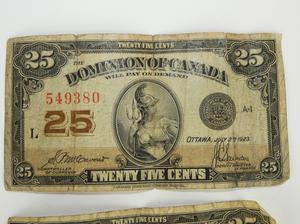 TWENTY FIVE CENTS
25 THE 25
DOMINION OF CANADA
WILL PAY ON DEMAND
549380
A-1
L 25
OTTAWA, JULY 2ND 1923.
TWENTY FIVE CENTS
25 25